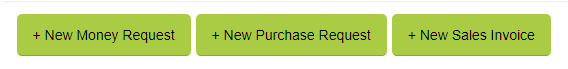 + New Money Request + New Purchase Request + New Sales Invoice